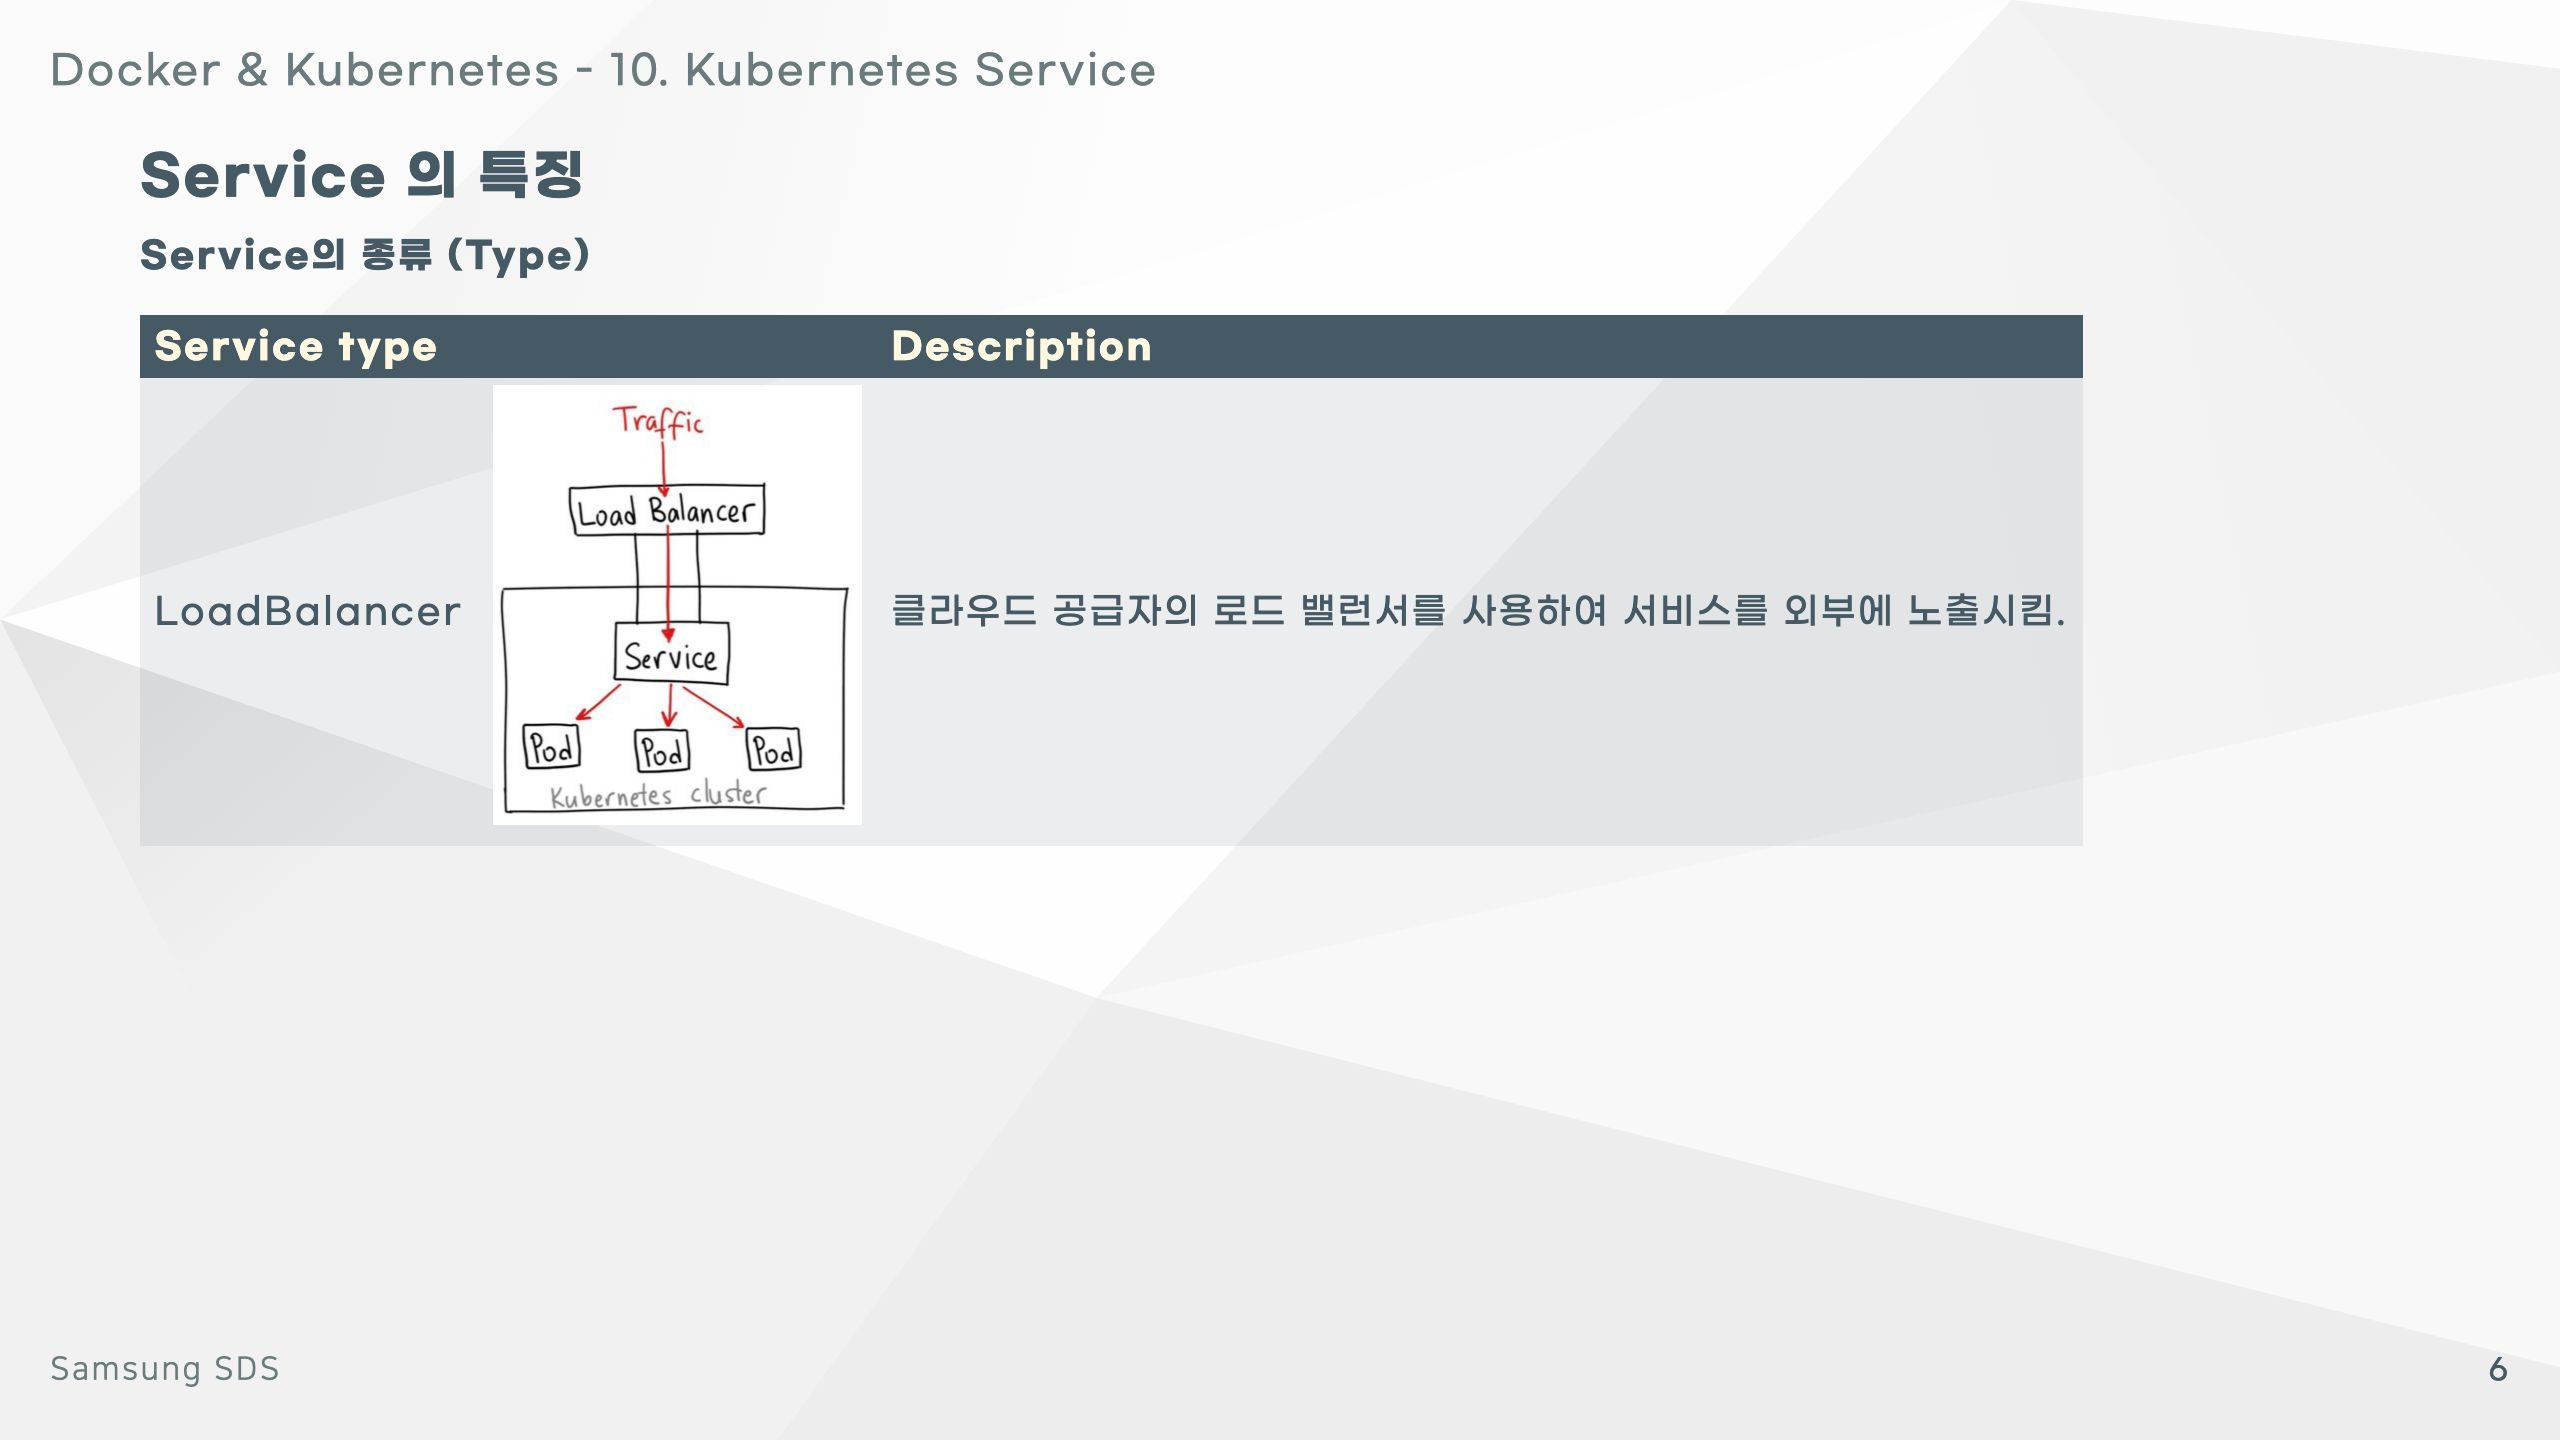 Docker & Kubernetes - 10. Kubernetes Service
Service 의 특징
Service의 종류 (Type)
Service type
Description
LoadBalancer
Traffic
Load Balancer
Service
Pod
Pod
Pod
Kubernetes cluster
클라우드 공급자의 로드 밸런서를 사용하여 서비스를 외부에 노출시킴.
Samsung SDS
6